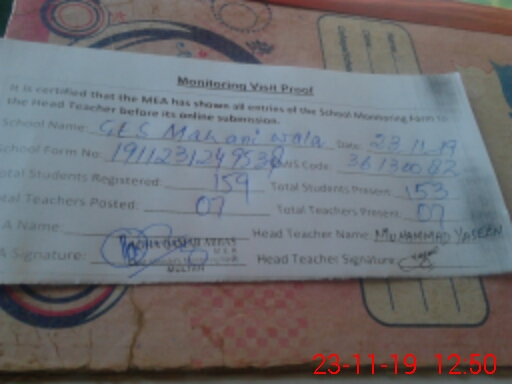 Monitoring Visit Proof
It is certified that the MEA has shown all entries of the School Monitoring Form to
the Head Teacher before its online submission.
School Name: GES Mahani wala Date: 23.11.19
School Form No: EMIS Code: 36130082
Total Students Registered: 159 Total Students Present: 153
Total Teachers Posted: 07 Total Teachers Present: 07
A Name: Head Teacher Name MUHAMMAD YASEEN
A Signature: Head Teacher Signature
23-11-19 12:50